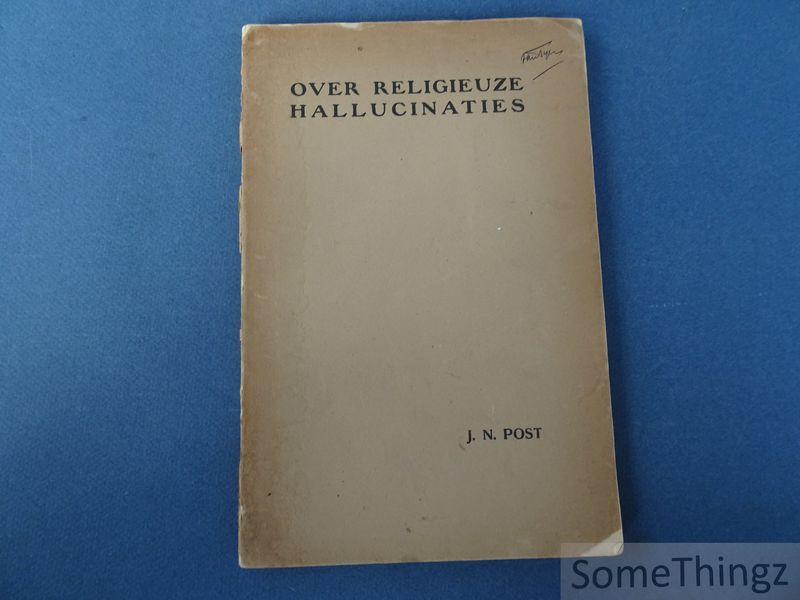 OVER RELIGIEUZE
HALLUCINATIES
J. N. POST
SomeThingz